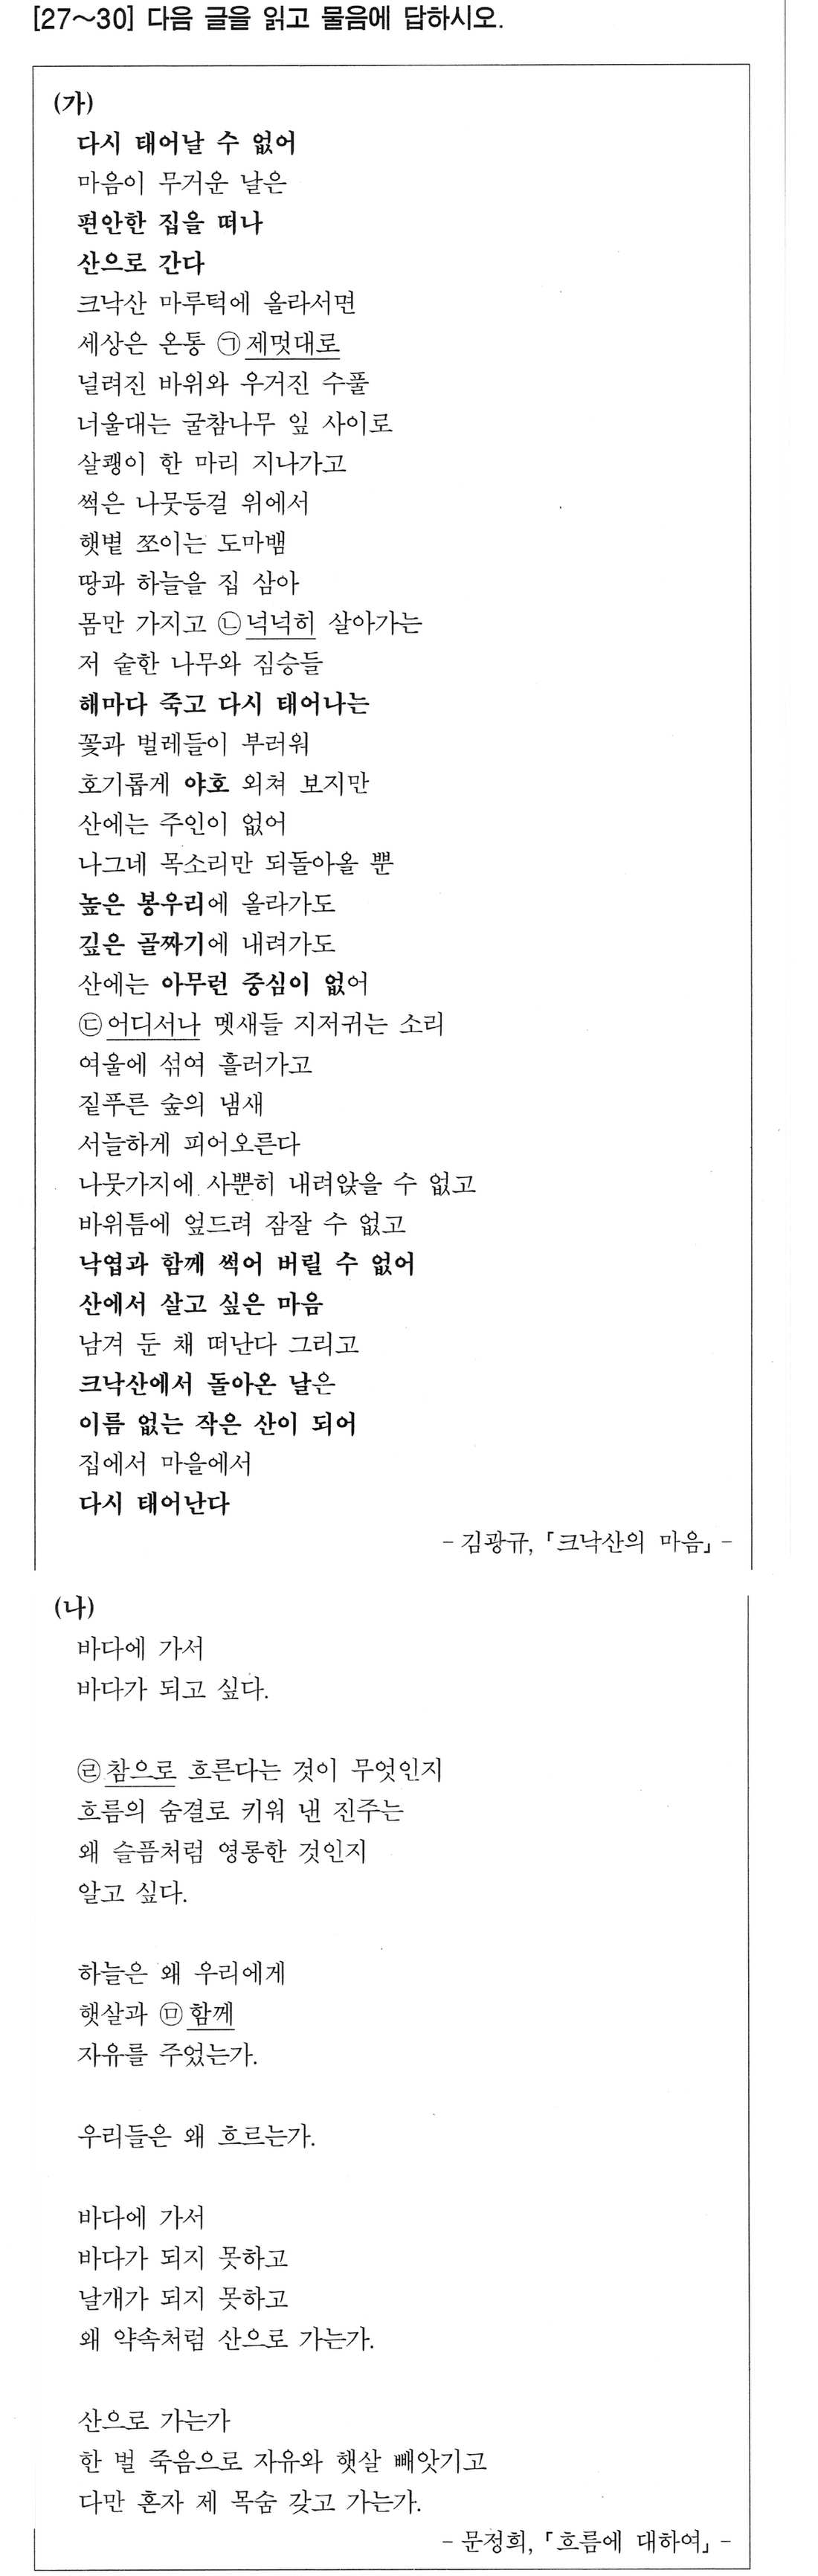 [27～30] 다음 글을 읽고 물음에 답하시오.
(가)
다시 태어날 수 없어
마음이 무거운 날은
편안한 집을 떠나
산으로 간다
크낙산 마루턱에 올라서면
세상은 온통 ㉠제멋대로
널려진 바위와 우거진 수풀
너울대는 굴참나무 잎 사이로
살쾡이 한 마리 지나가고
썩은 나뭇등걸 위에서
햇볕 쪼이는 도마뱀
땅과 하늘을 집 삼아
몸만 가지고 ㉡넉넉히 살아가는
저 숱한 나무와 짐승들
해마다 죽고 다시 태어나는
꽃과 벌레들이 부러워
호기롭게 야호 외쳐 보지만
산에는 주인이 없어
나그네 목소리만 되돌아올 뿐
높은 봉우리에 올라가도
깊은 골짜기에 내려가도
산에는 아무런 중심이 없어
㉢어디서나 멧새들 지저귀는 소리
여울에 섞여 흘러가고
짙푸른 숲의 냄새
서늘하게 피어오른다
나뭇가지에 사뿐히 내려앉을 수 없고
바위틈에 엎드려 잠잘 수 없고
낙엽과 함께 썩어 버릴 수 없어
산에서 살고 싶은 마음
남겨 둔 채 떠난다 그리고
크낙산에서 돌아온 날은
이름 없는 작은 산이 되어
집에서 마을에서
다시 태어난다
- 김광규, 「크낙산의 마음」 -
(나)
바다에 가서
바다가 되고 싶다.
㉣참으로 흐른다는 것이 무엇인지
흐름의 숨결로 키워 낸 진주는
왜 슬픔처럼 영롱한 것인지
알고 싶다.
하늘은 왜 우리에게
햇살과 ㉤함께
자유를 주었는가.
우리들은 왜 흐르는가.
바다에 가서
바다가 되지 못하고
날개가 되지 못하고
왜 약속처럼 산으로 가는가.
산으로 가는가
한 벌 죽음으로 자유와 햇살 빼앗기고
다만 혼자 제 목숨 갖고 가는가.
- 문정희, 「흐름에 대하여」 -